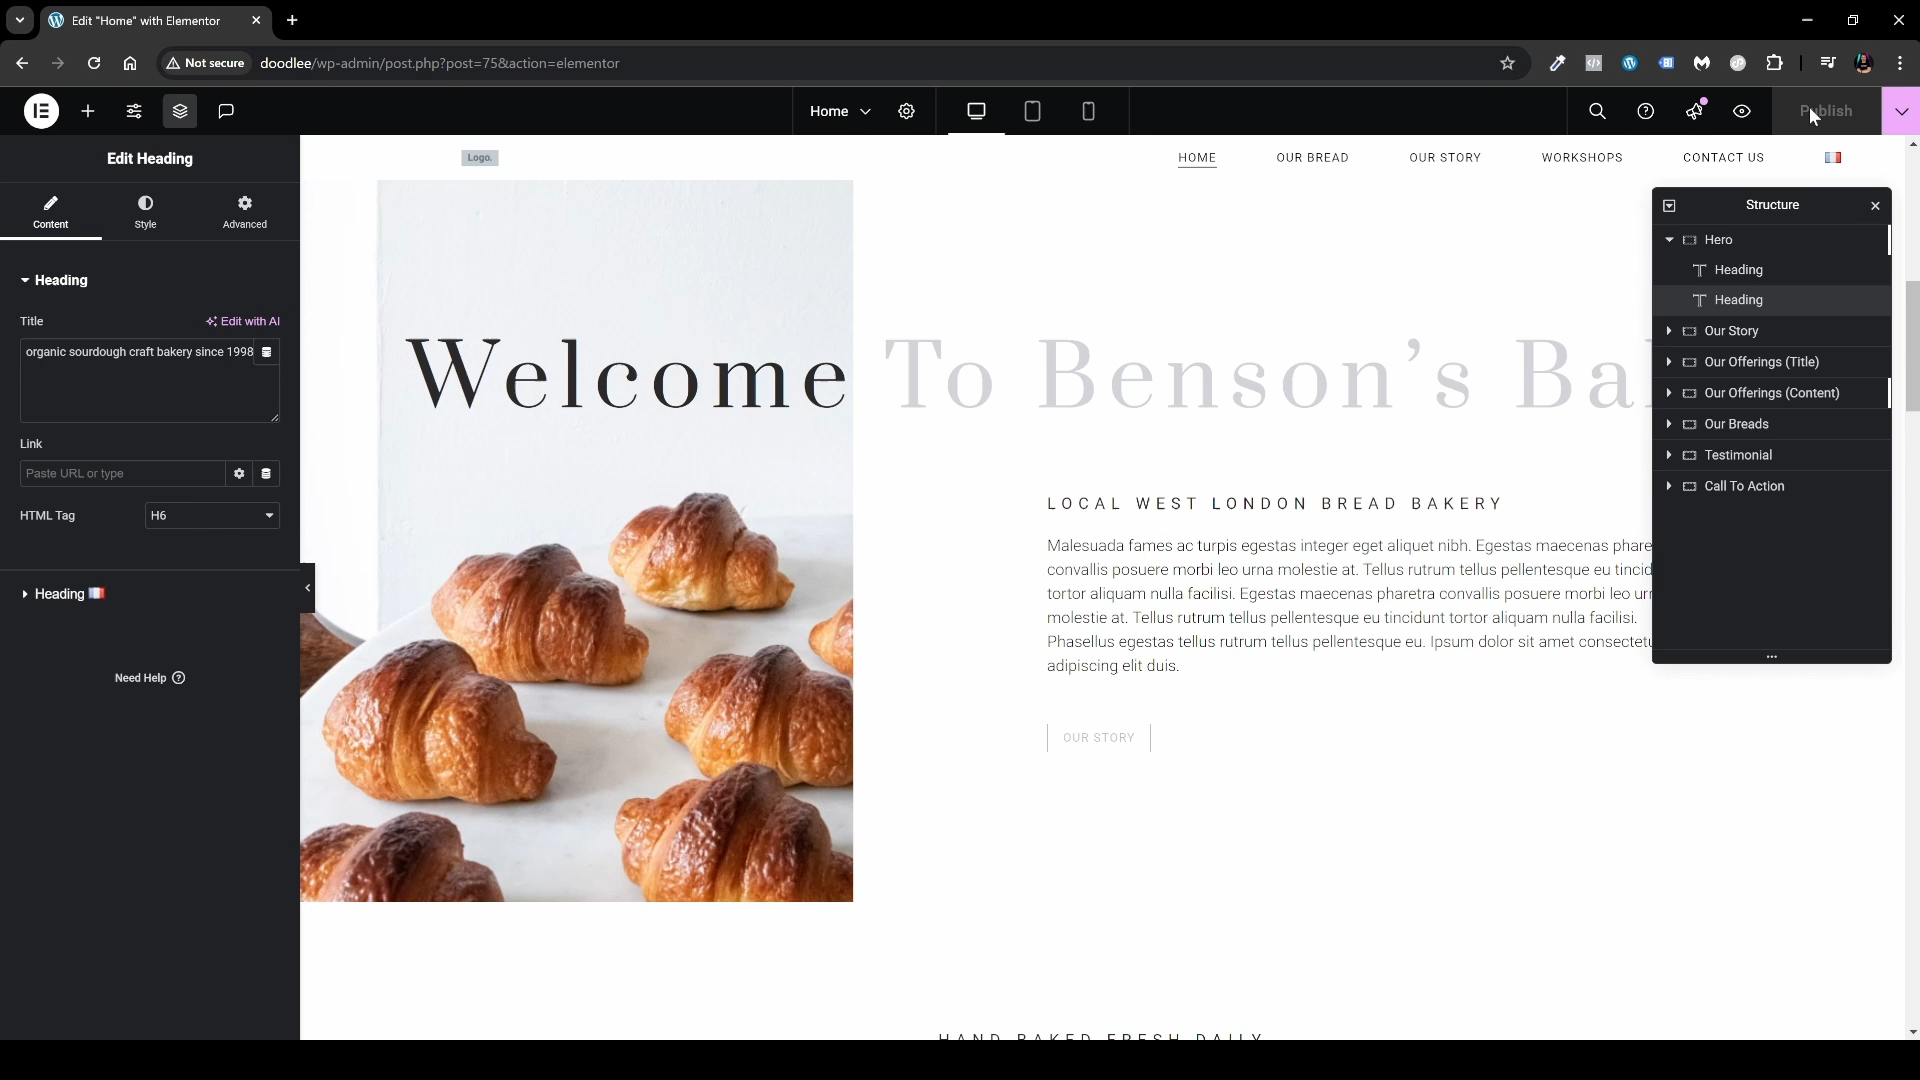 Edit "Home" with Elementor
Not secure
doodlee/wp-admin/post.php?post=75&action=elementor
Home
Publish
Edit Heading
Content
Style
Advanced
Heading
Title
Edit with AI
organic sourdough craft bakery since 1998
Link
Paste URL or type
HTML Tag
H6
Heading
Need Help
Logo.
HOME
OUR BREAD
OUR STORY
WORKSHOPS
CONTACT US
Welcome To Benson's Ba
LOCAL WEST LONDON BREAD BAKERY
Malesuada fames ac turpis egestas integer eget aliquet nibh. Egestas maecenas phare
convallis posuere morbi leo urna molestie at. Tellus rutrum tellus pellentesque eu tincid
tortor aliquam nulla facilisi. Egestas maecenas pharetra convallis posuere morbi leo ur
molestie at. Tellus rutrum tellus pellentesque eu tincidunt tortor aliquam nulla facilisi.
Phasellus egestas tellus rutrum tellus pellentesque eu. Ipsum dolor sit amet consectetu
adipiscing elit duis.
OUR STORY
HAND BAKED FRESH DAILY
Structure
Hero
Heading
Heading
Our Story
Our Offerings (Title)
Our Offerings (Content)
Our Breads
Testimonial
Call To Action